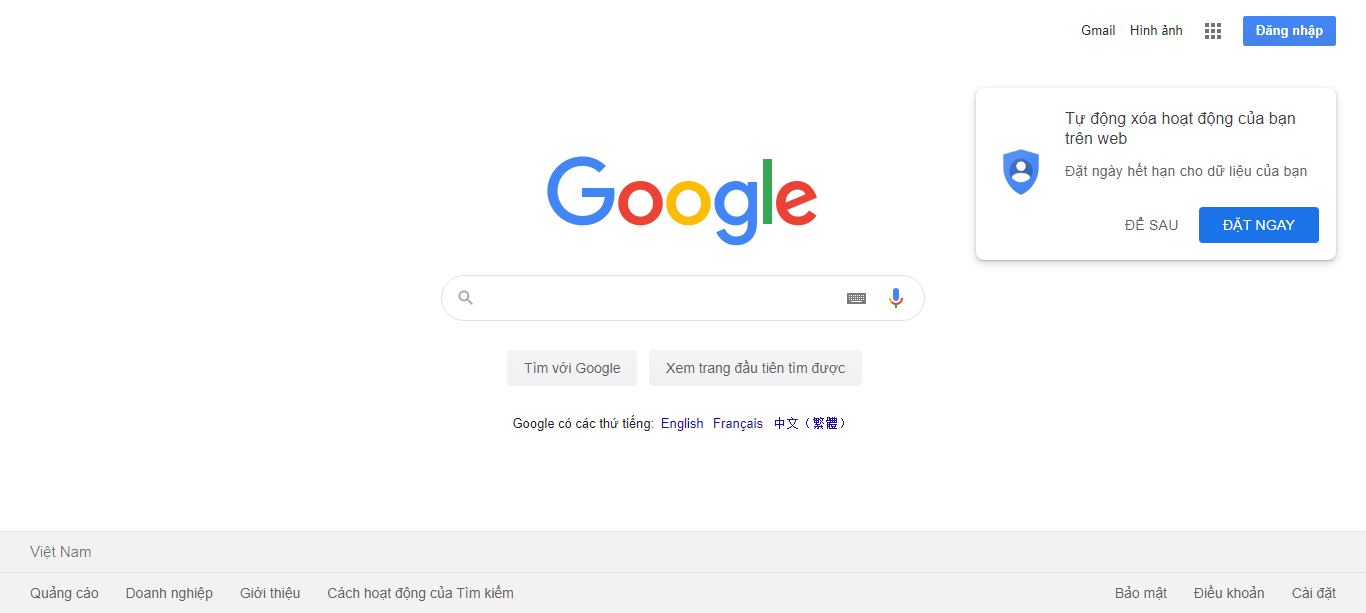 Gmail Hình ảnh Đăng nhập
Tự động xóa hoạt động của bạn
trên web
Đặt ngày hết hạn cho dữ liệu của bạn
ĐỂ SAU ĐẶT NGAY
Google
Tìm với Google Xem trang đầu tiên tìm được
Google có các thứ tiếng: English Français 中文（繁體）
Việt Nam
Quảng cáo Doanh nghiệp Giới thiệu Cách hoạt động của Tìm kiếm Bảo mật Điều khoản Cài đặt